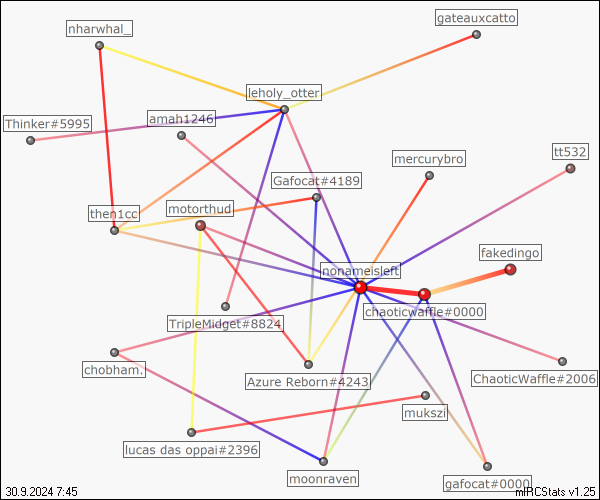 nharwhal_
gateauxcatto
leholy_otter
Thinker#5995
amah1246
mercurybro
tt532
Gafocat#4189
then1cc
motorthud
fakedingo
nonameisleft
chaoticwaffle#0000
TripleMidget#8824
chobham.
Azure Reborn#4243
ChaoticWaffle#2006
mukszi
lucas das oppai#2396
moonraven
gafocat#0000
30.9.2024 7:45
mIRCStats v1.25